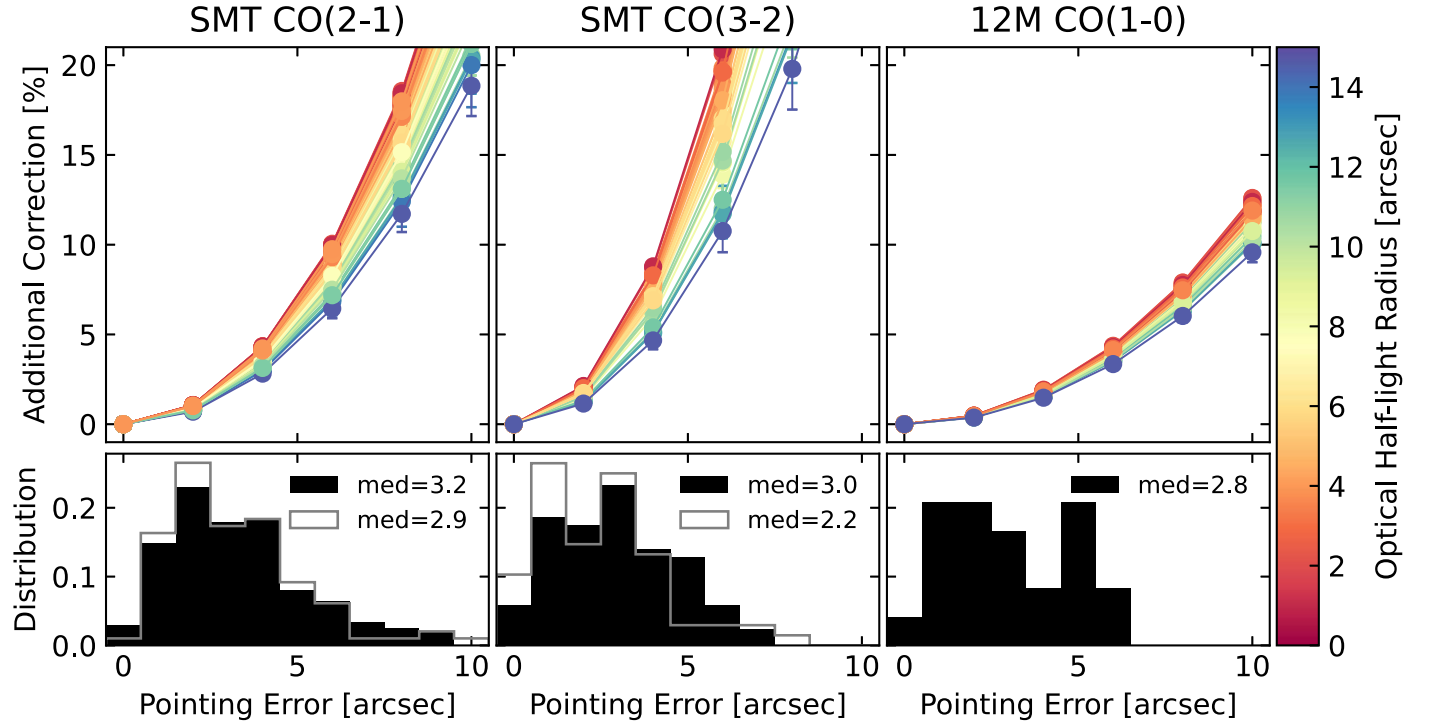 SMT CO(2-1)
SMT CO(3-2)
12M CO(1-0)
Additional Correction [%]
20
15
10
5
0
14
12
10
8
6
4
2
0
Optical Half-light Radius [arcsec]
Distribution
0.2
0.1
0.0
med=3.2
med=2.9
med=3.0
med=2.2
med=2.8
0 5 10
0 5 10
0 5 10
Pointing Error [arcsec]
Pointing Error [arcsec]
Pointing Error [arcsec]